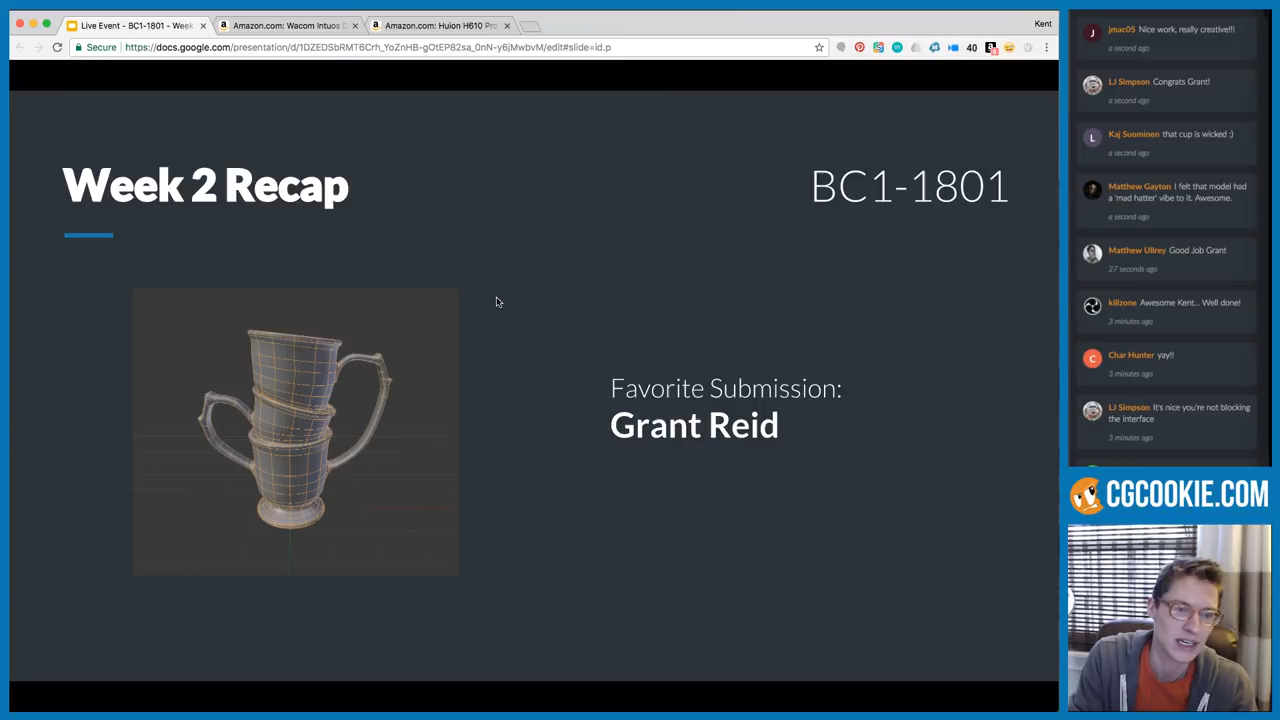 Live Event - BC1-1801 - Week
Amazon.com: Wacom Intuos D
Amazon.com: Huion H610 Pro
Kent
Secure
https://docs.google.com/presentation/d/1DZEDSbRMT6Crh_YoZnHB-gOtEP82sa_0nN-y6jMwbvM/edit#slide=id.p
40
Week 2 Recap
BC1-1801
Favorite Submission:
Grant Reid
J
jmac05 Nice work, really creative!!!
a second ago
LJ Simpson Congrats Grant!
a second ago
L
Kaj Suominen that cup is wicked :)
a second ago
Matthew Gayton I felt that model had
a 'mad hatter' vibe to it. Awesome.
a second ago
Matthew Ullrey Good Job Grant
27 seconds ago
killzone Awesome Kent... Well done!
3 minutes ago
C
Char Hunter yay!!
3 minutes ago
LJ Simpson It's nice you're not blocking
the interface
3 minutes ago
CGCOOKIE.COM